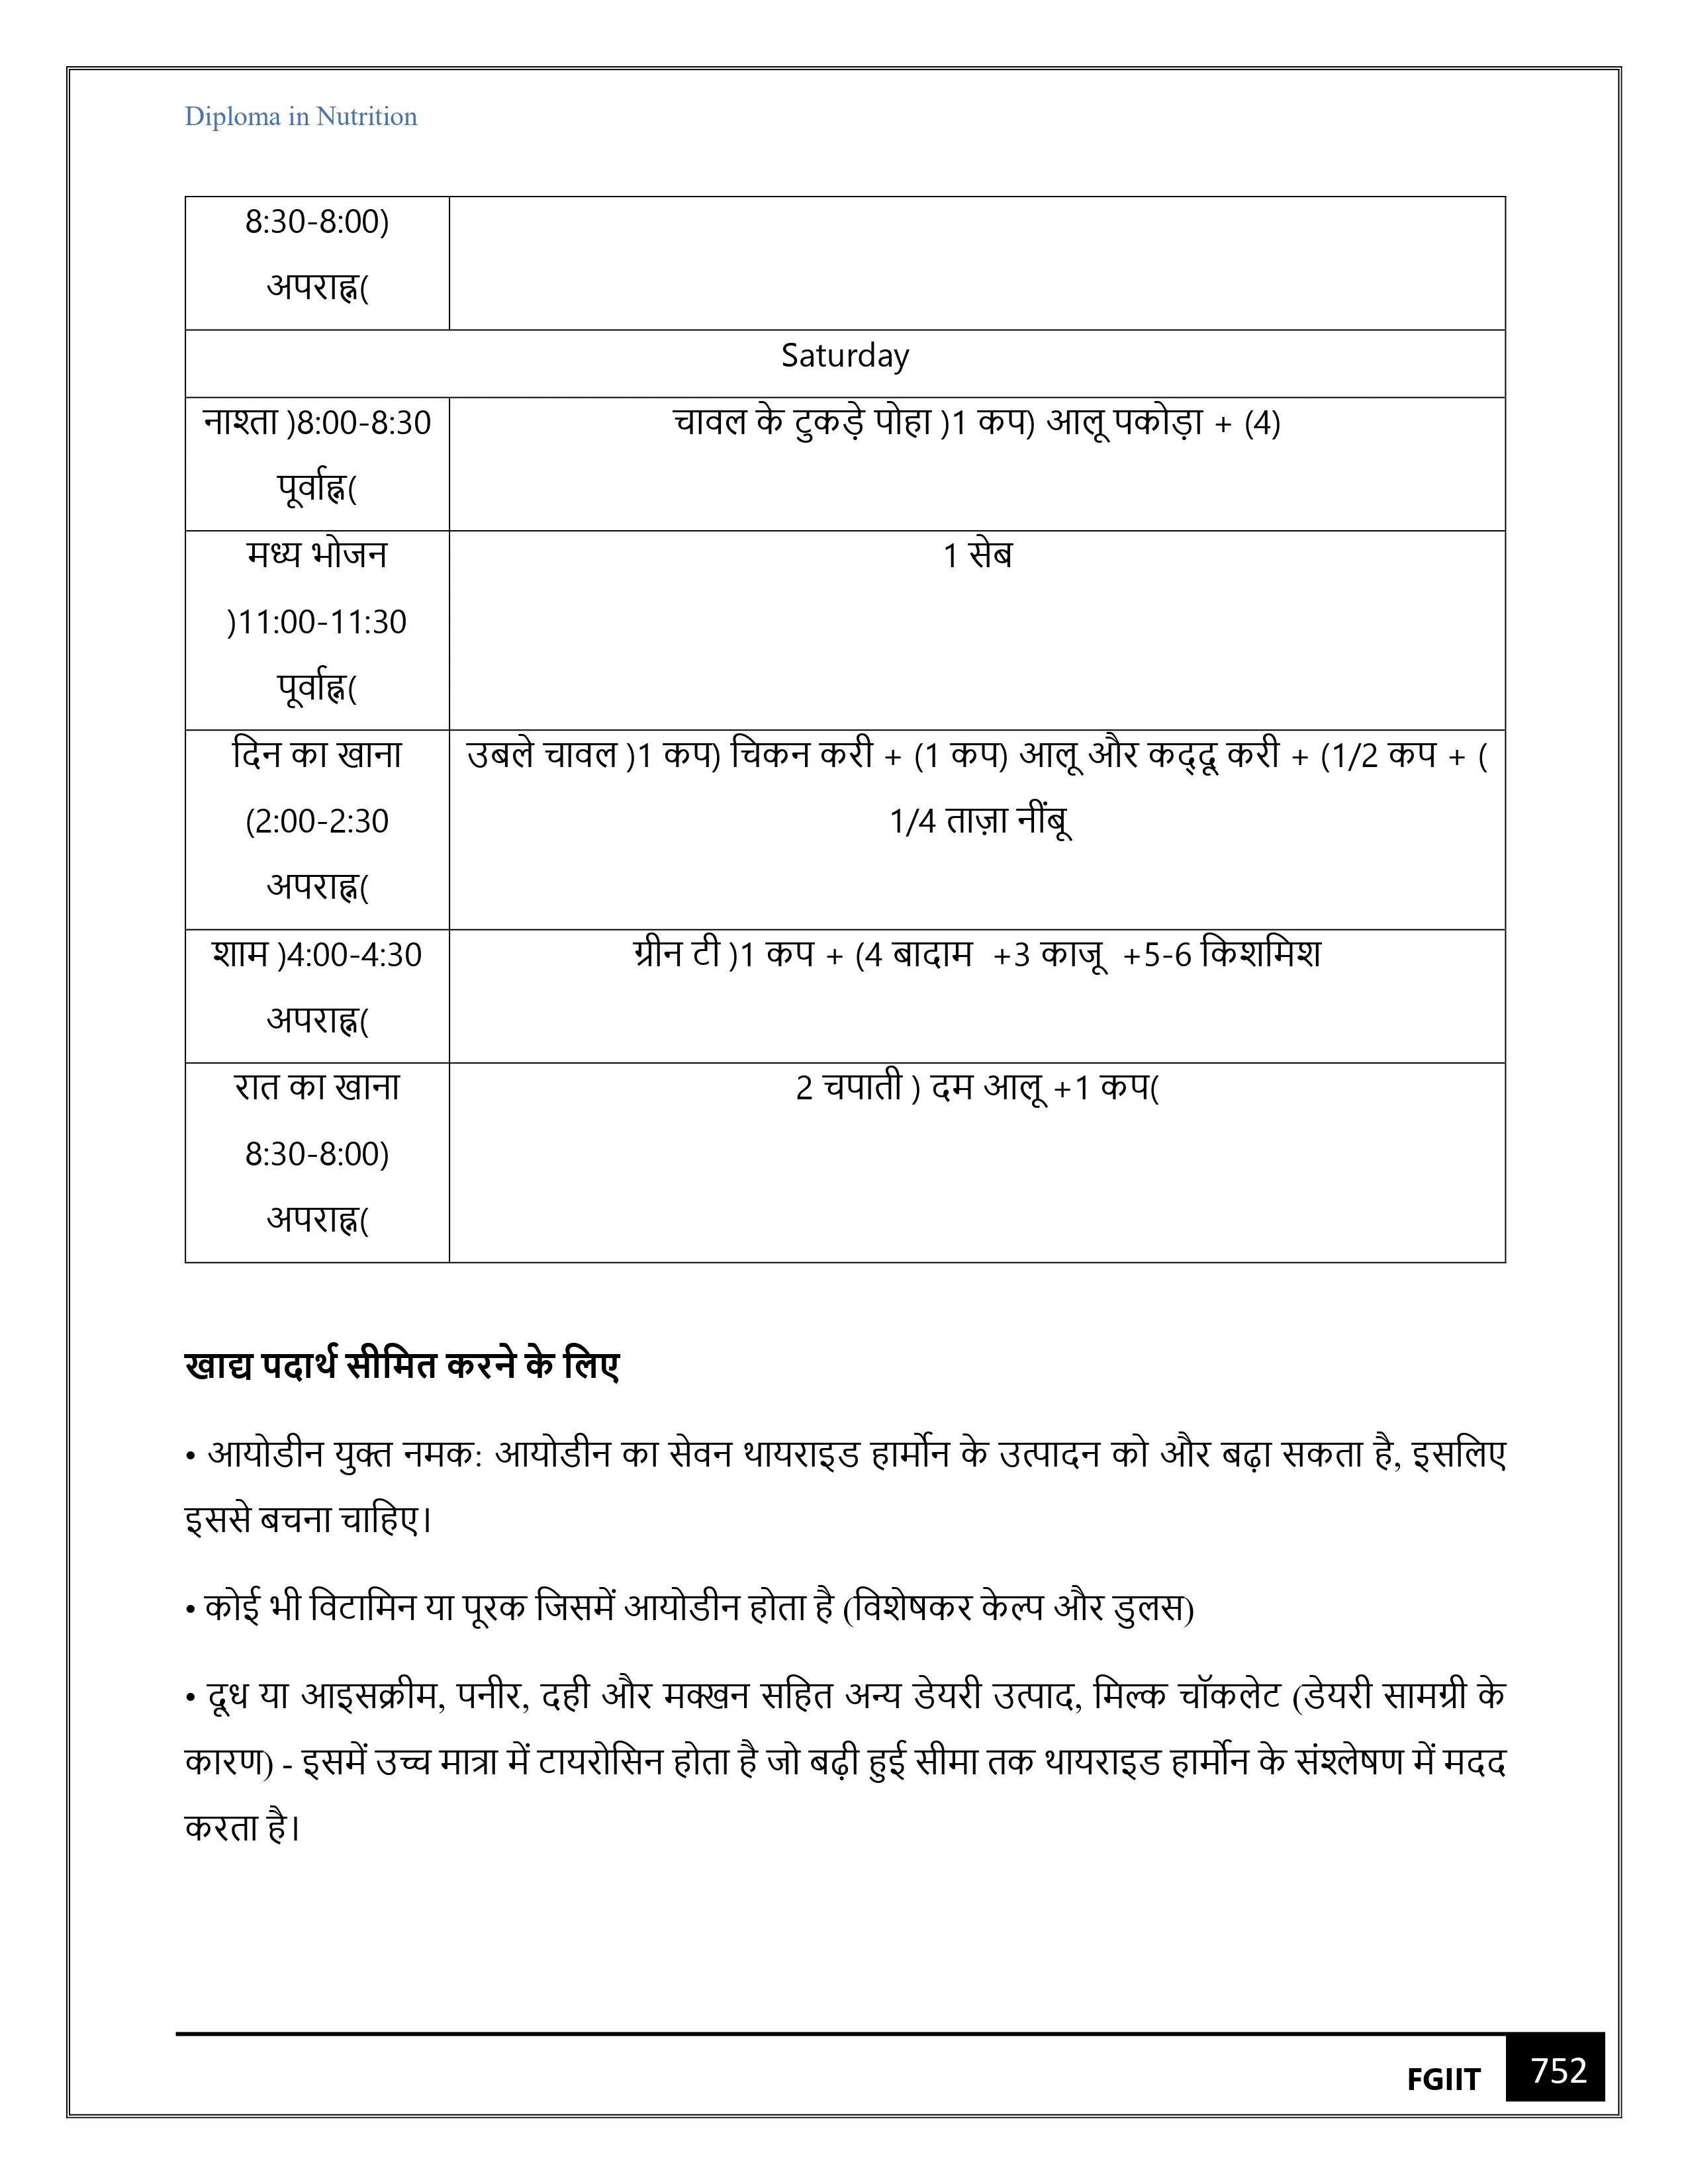 Diploma in Nutrition
8:30-8:00)
अपराह्न(
Saturday
नाश्ता )8:00-8:30
पूर्वाह्न(
चावल के टुकड़े पोहा )1 कप) आलू पकोड़ा + (4)
मध्य भोजन
)11:00-11:30
पूर्वाह्न(
1 सेब
दिन का खाना
(2:00-2:30
अपराह्न(
उबले चावल )1 कप) चिकन करी + (1 कप) आलू और कद्दू करी + (1/2 कप + (
1/4 ताज़ा नींबू
शाम )4:00-4:30
अपराह्न(
ग्रीन टी )1 कप + (4 बादाम +3 काजू +5-6 किशमिश
रात का खाना
8:30-8:00)
अपराह्न(
2 चपाती ) दम आलू +1 कप(
खाद्य पदार्थ सीमित करने के लिए
• आयोडीन युक्त नमक: आयोडीन का सेवन थायराइड हार्मोन के उत्पादन को और बढ़ा सकता है, इसलिए
इससे बचना चाहिए।
• कोई भी विटामिन या पूरक जिसमें आयोडीन होता है (विशेषकर केल्प और डुलस)
• दूध या आइसक्रीम, पनीर, दही और मक्खन सहित अन्य डेयरी उत्पाद, मिल्क चॉकलेट (डेयरी सामग्री के
कारण) - इसमें उच्च मात्रा में टायरोसिन होता है जो बढ़ी हुई सीमा तक थायराइड हार्मोन के संश्लेषण में मदद
करता है।
FGIIT 752